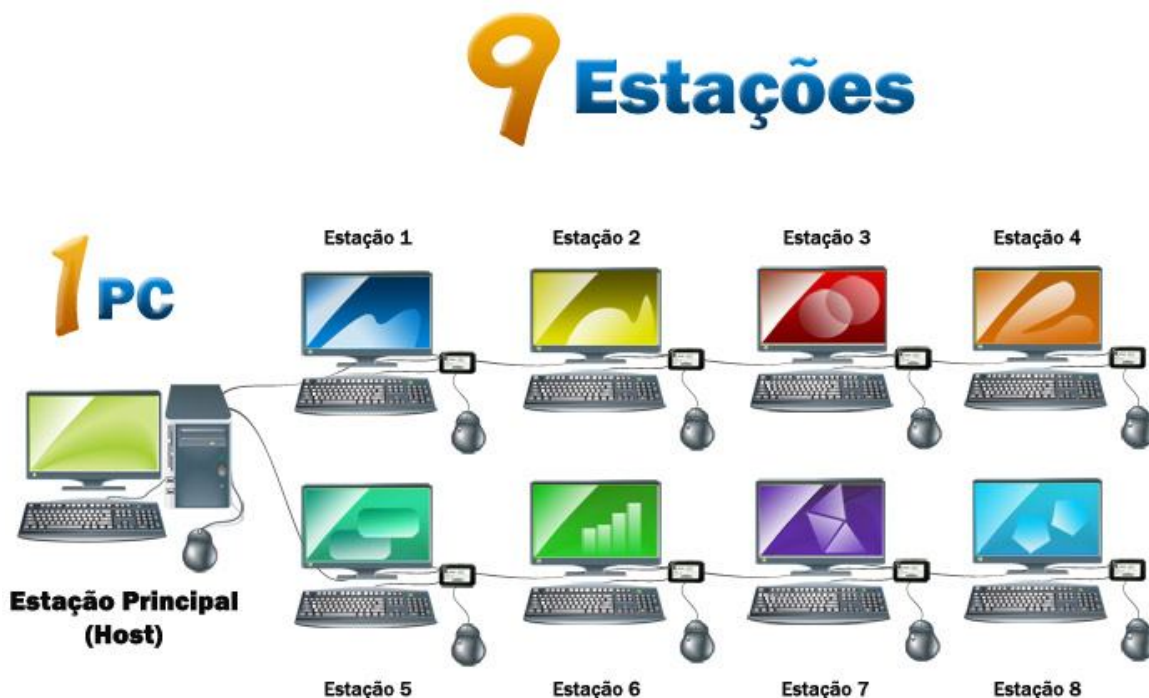 9 Estações
1 PC
Estação 1
Estação 2
Estação 3
Estação 4
Estação Principal
(Host)
Estação 5
Estação 6
Estação 7
Estação 8